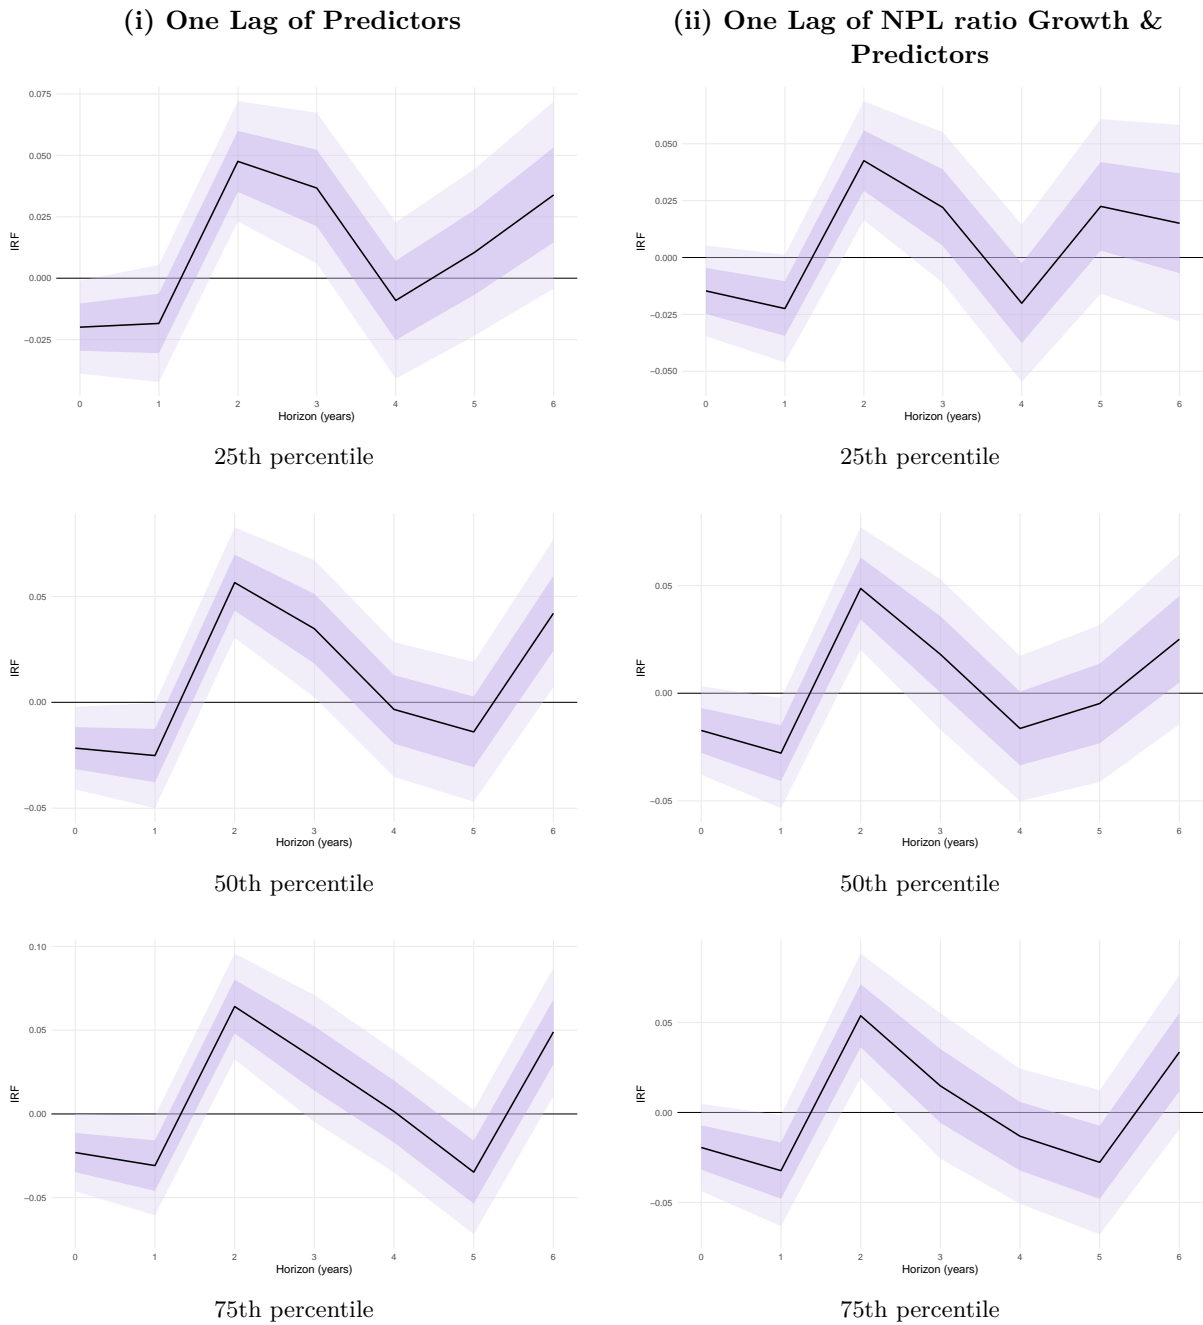 (i) One Lag of Predictors
(ii) One Lag of NPL ratio Growth &
Predictors
0.075
0.050
0.025
0.000
−0.025
IRF
0 1 2 3 4 5 6
Horizon (years)
25th percentile
0.050
0.025
0.000
−0.025
−0.050
IRF
0 1 2 3 4 5 6
Horizon (years)
25th percentile
0.05
0.00
−0.05
IRF
0 1 2 3 4 5 6
Horizon (years)
50th percentile
0.05
0.00
−0.05
IRF
0 1 2 3 4 5 6
Horizon (years)
50th percentile
0.10
0.05
0.00
−0.05
IRF
0 1 2 3 4 5 6
Horizon (years)
75th percentile
0.05
0.00
−0.05
IRF
0 1 2 3 4 5 6
Horizon (years)
75th percentile